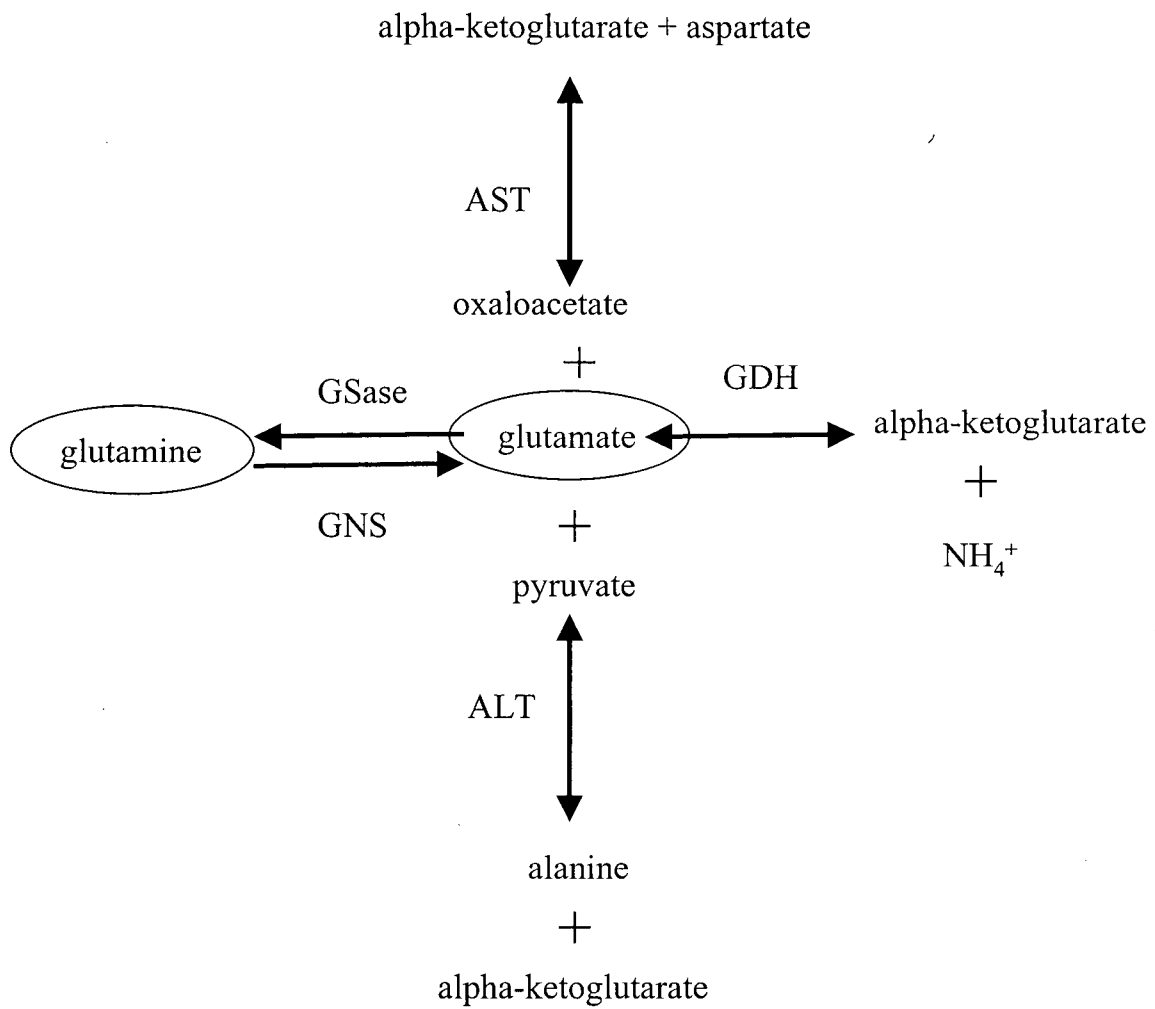 alpha-ketoglutarate + aspartate
AST
oxaloacetate
+
GSase
GDH
glutamine
glutamate
alpha-ketoglutarate
+
GNS
+
NH₄⁺
pyruvate
ALT
alanine
+
alpha-ketoglutarate